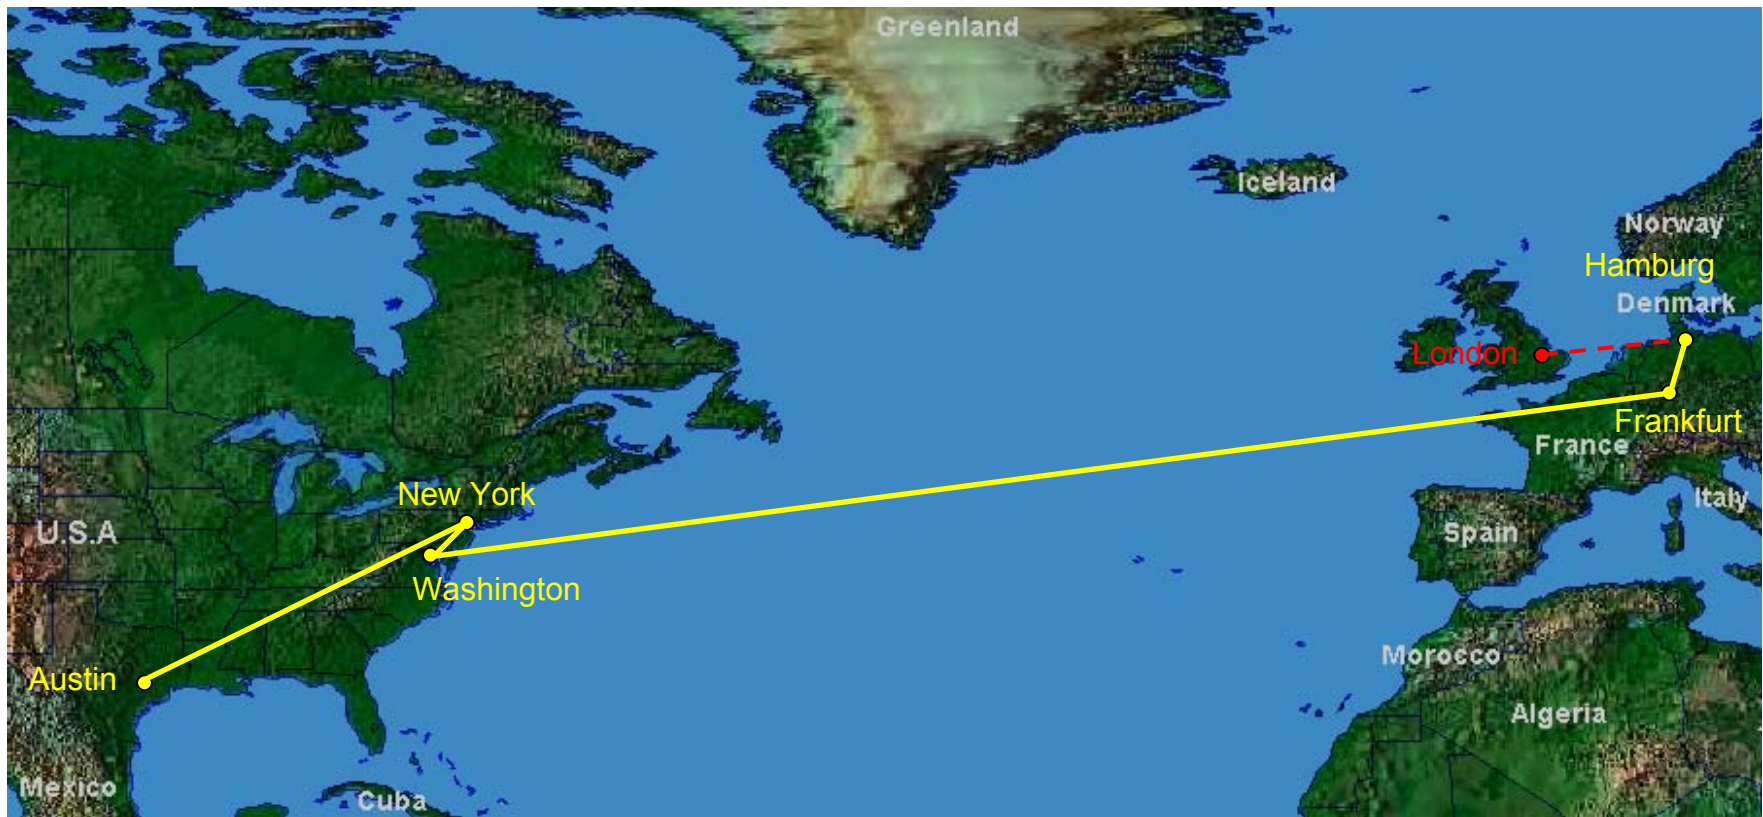 Greenland
Iceland
Norway
Hamburg
Denmark
London
Frankfurt
France
New York
Italy
U.S.A
Spain
Washington
Morocco
Austin
Algeria
Mexico
Cuba